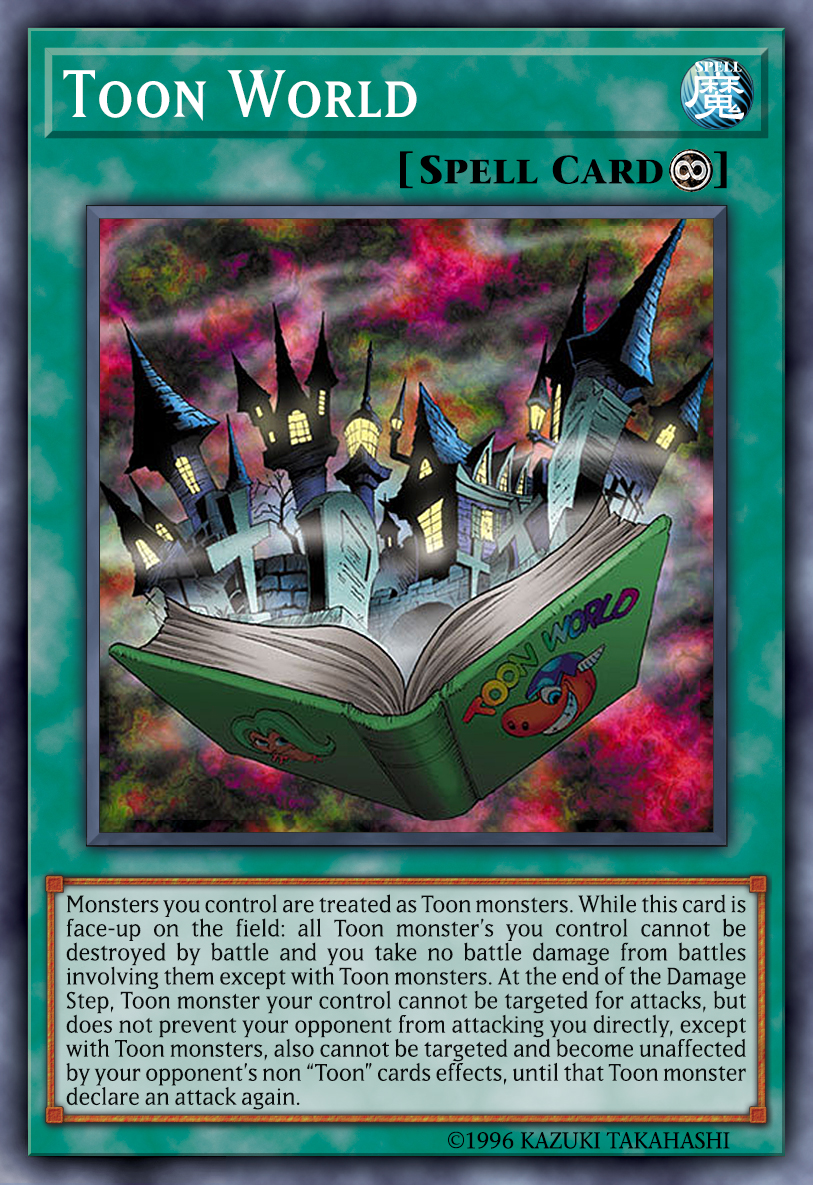 Toon World
SPELL
魔
[Spell Card]
TOON WORLD
Monsters you control are treated as Toon monsters. While this card is
face-up on the field: all Toon monster's you control cannot be
destroyed by battle and you take no battle damage from battles
involving them except with Toon monsters. At the end of the Damage
Step, Toon monster your control cannot be targeted for attacks, but
does not prevent your opponent from attacking you directly, except
with Toon monsters, also cannot be targeted and become unaffected
by your opponent's non “Toon” cards effects, until that Toon monster
declare an attack again.
©1996 KAZUKI TAKAHASHI